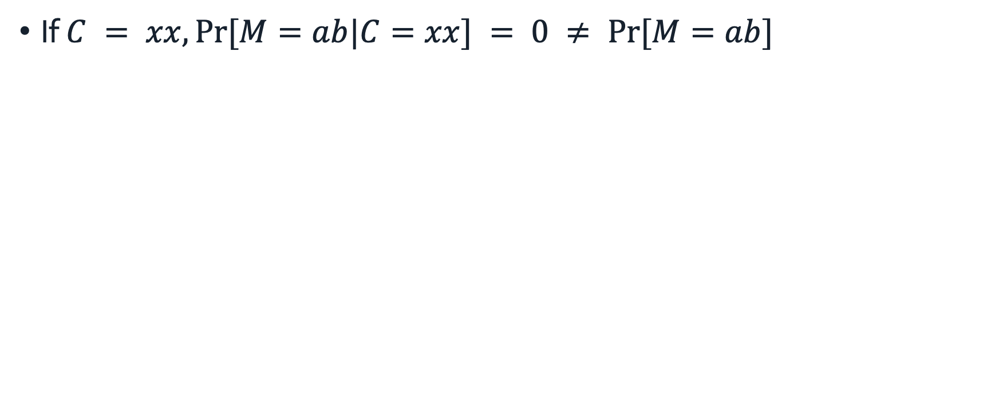 • If C = xx, Pr[M = ab|C = xx] = 0 ≠ Pr[M = ab]